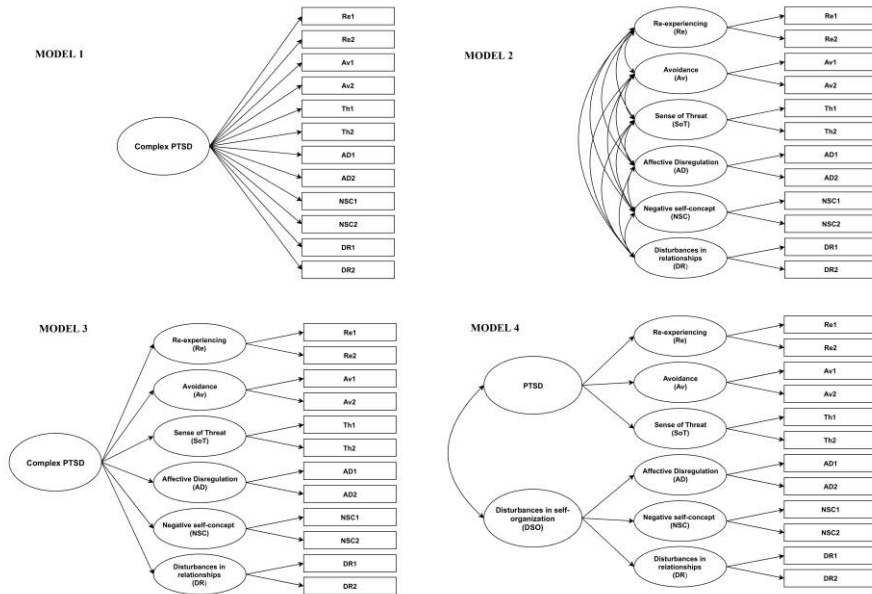 MODEL 1
Complex PTSD
Re1
Re2
Av1
Av2
Th1
Th2
AD1
AD2
NSC1
NSC2
DR1
DR2
MODEL 2
Re-experiencing
(Re)
Avoidance
(Av)
Sense of Threat
(SoT)
Affective Disregulation
(AD)
Negative self-concept
(NSC)
Disturbances in
relationships
(DR)
Re1
Re2
Av1
Av2
Th1
Th2
AD1
AD2
NSC1
NSC2
DR1
DR2
MODEL 3
Complex PTSD
Re-experiencing
(Re)
Avoidance
(Av)
Sense of Threat
(SoT)
Affective Disregulation
(AD)
Negative self-concept
(NSC)
Disturbances in
relationships
(DR)
Re1
Re2
Av1
Av2
Th1
Th2
AD1
AD2
NSC1
NSC2
DR1
DR2
MODEL 4
PTSD
Disturbances in self-
organization
(DSO)
Re-experiencing
(Re)
Avoidance
(Av)
Sense of Threat
(SoT)
Affective Disregulation
(AD)
Negative self-concept
(NSC)
Disturbances in
relationships
(DR)
Re1
Re2
Av1
Av2
Th1
Th2
AD1
AD2
NSC1
NSC2
DR1
DR2